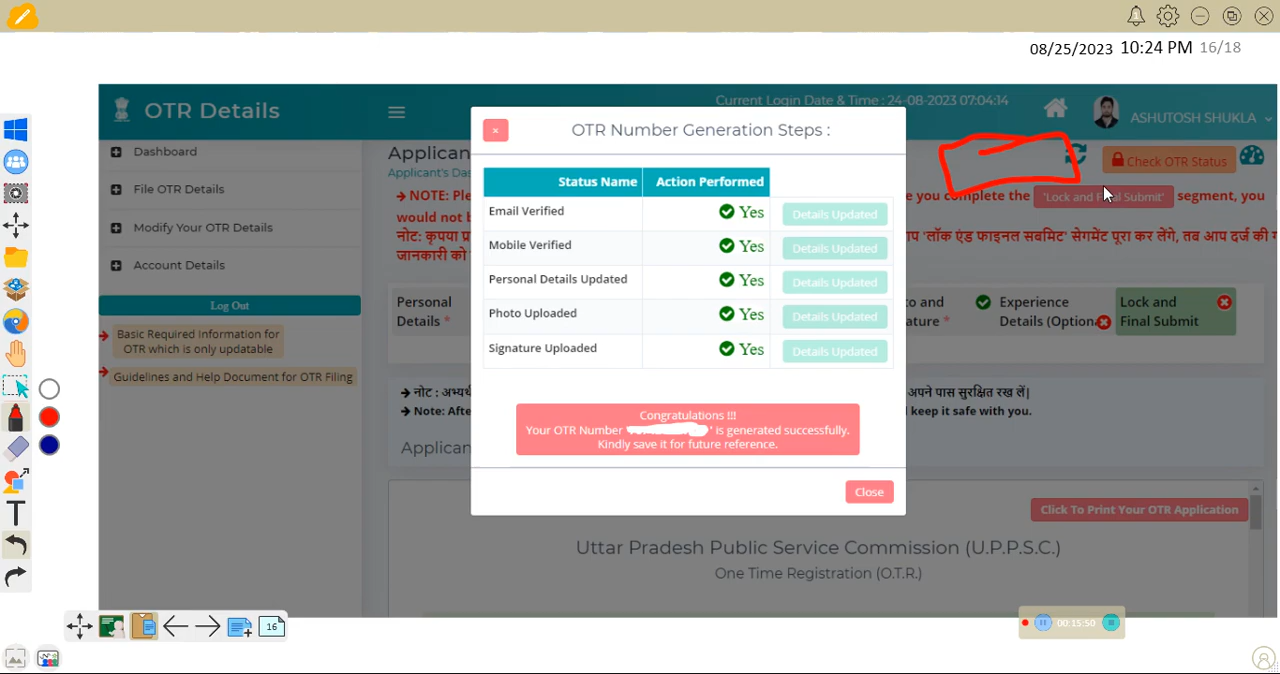 08/25/2023 10:24 PM 16/18
OTR Details
Current Login Date & Time : 24-08-2023 07:04:14
ASHUTOSH SHUKLA
Dashboard
File OTR Details
Modify Your OTR Details
Account Details
Log Out
Basic Required Information for
OTR which is only updatable
Guidelines and Help Document for OTR Filing
Applican
Applicant's Das
Check OTR Status
NOTE: Ple
e you complete the 'Lock and Final Submit' segment, you
would not b
नोट: कृपया प्र
ाप 'लॉक एंड फाइनल सबमिट' सेगमेंट पूरा कर लेंगे, तब आप दर्ज की ग
जानकारी को
Personal
Details *
to and
ature *
Experience
Details (Option
Lock and
Final Submit
नोट : अभ्यर्थ
अपने पास सुरक्षित रख लें|
Note: Afte
l keep it safe with you.
Applicant
OTR Number Generation Steps :
Status Name Action Performed
Email Verified Yes Details Updated
Mobile Verified Yes Details Updated
Personal Details Updated Yes Details Updated
Photo Uploaded Yes Details Updated
Signature Uploaded Yes Details Updated
Congratulations !!!
Your OTR Number ' ' is generated successfully.
Kindly save it for future reference.
Close
Click To Print Your OTR Application
Uttar Pradesh Public Service Commission (U.P.P.S.C.)
One Time Registration (O.T.R.)
16
00:15:50